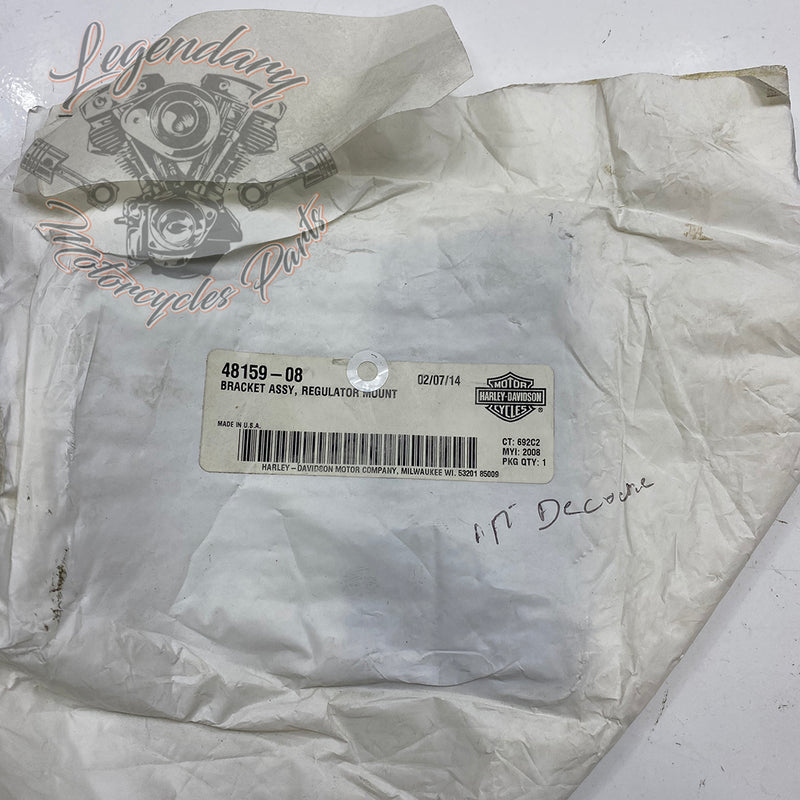 Legendary
Motorcycles Parts
48159-08
02/07/14
BRACKET ASSY, REGULATOR MOUNT
MOTOR
HARLEY-DAVIDSON
CYCLES
®
MADE IN U.S.A.
CT: 692C2
MYI: 2008
PKG QTY: 1
HARLEY-DAVIDSON MOTOR COMPANY, MILWAUKEE WI. 53201 85009